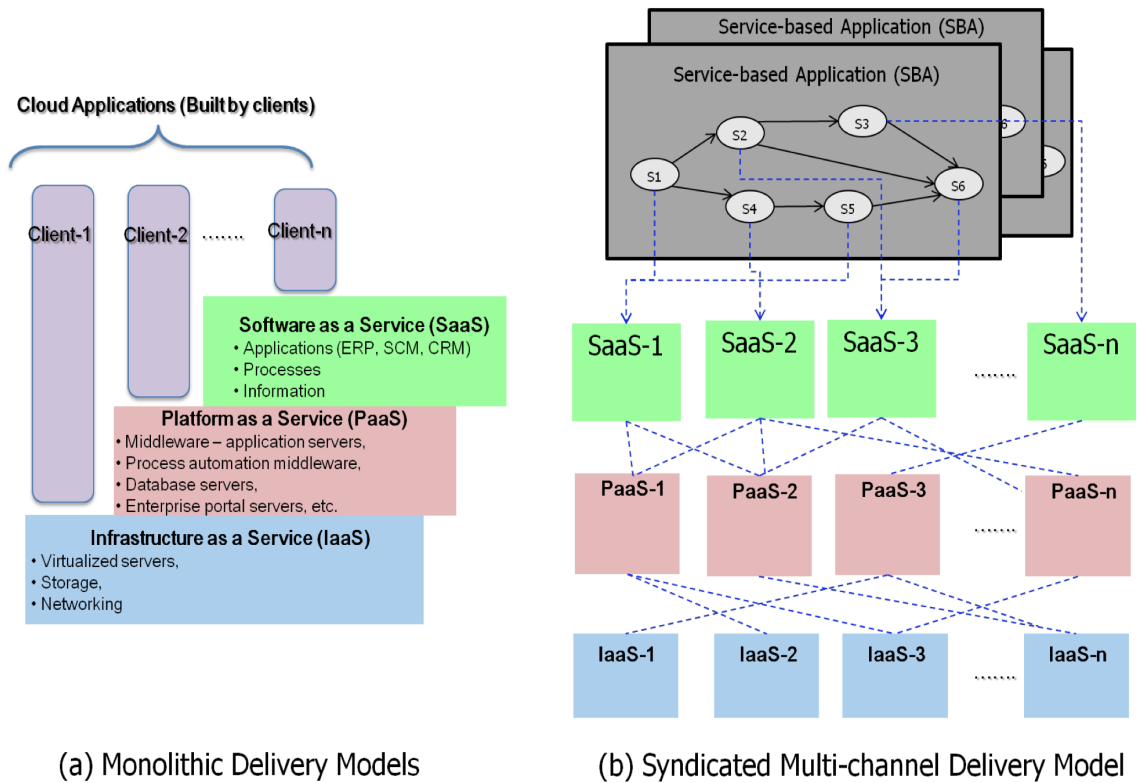 Cloud Applications (Built by clients)
Client-1
Client-2
.......
Client-n
Software as a Service (SaaS)
• Applications (ERP, SCM, CRM)
• Processes
• Information
Platform as a Service (PaaS)
• Middleware – application servers,
• Process automation middleware,
• Database servers,
• Enterprise portal servers, etc.
Infrastructure as a Service (IaaS)
• Virtualized servers,
• Storage,
• Networking
(a) Monolithic Delivery Models
Service-based Application (SBA)
Service-based Application (SBA)
S1
S2
S3
S4
S5
S6
6
5
SaaS-1
SaaS-2
SaaS-3
.......
SaaS-n
PaaS-1
PaaS-2
PaaS-3
.......
PaaS-n
IaaS-1
IaaS-2
IaaS-3
.......
IaaS-n
(b) Syndicated Multi-channel Delivery Model